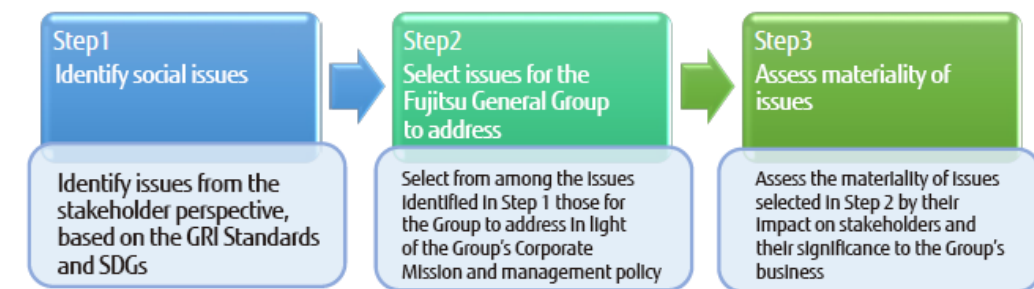 Step1
Identify social issues
Identify issues from the
stakeholder perspective,
based on the GRI Standards
and SDGs
Step2
Select issues for the
Fujitsu General Group
to address
Select from among the issues
identified in Step 1 those for
the Group to address in light
of the Group's Corporate
Mission and management policy
Step3
Assess materiality of
issues
Assess the materiality of issues
selected in Step 2 by their
impact on stakeholders and
their significance to the Group's
business